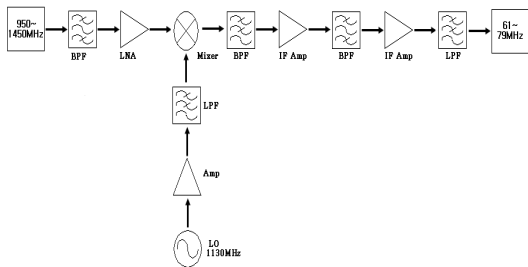 950~
1450MHz
BPF
LNA
Mixer
BPF
IF Amp
BPF
IF Amp
LPF
61~
79MHz
LPF
Amp
LO
1130MHz